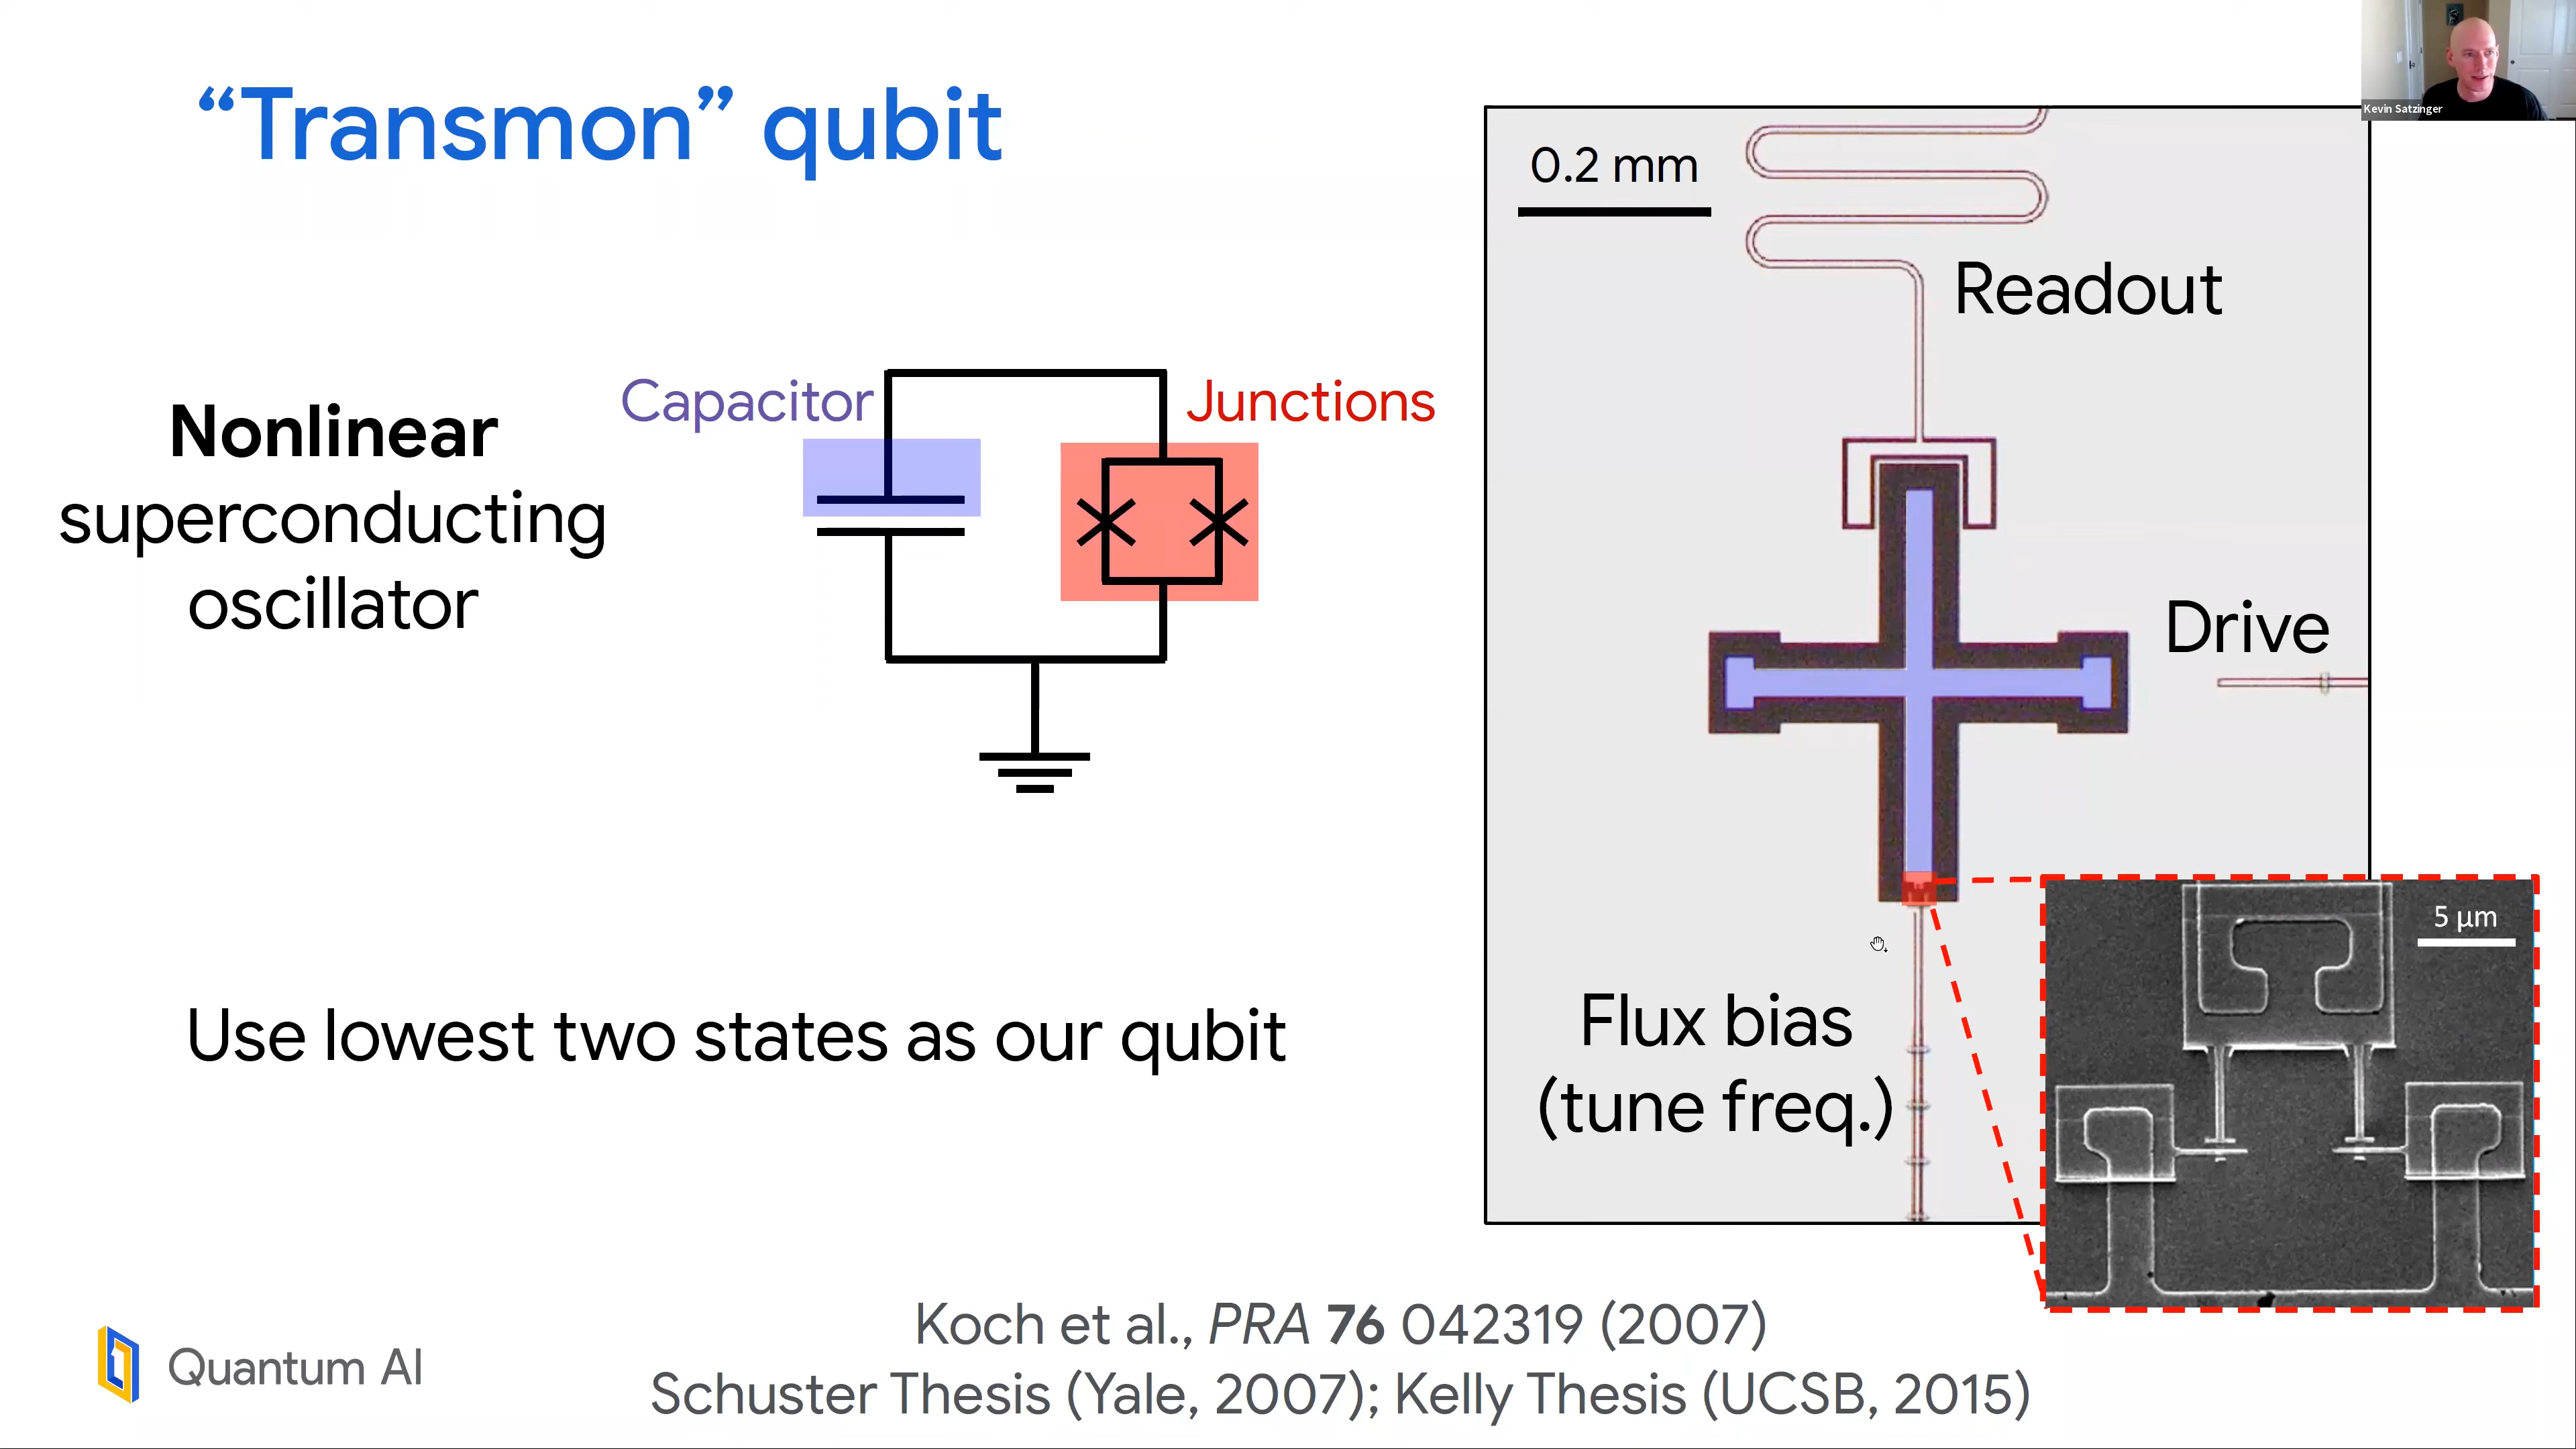 “Transmon” qubit
Kevin Satzinger
0.2 mm
Readout
Capacitor
Junctions
Nonlinear
superconducting
oscillator
Drive
5 μm
Flux bias
(tune freq.)
Use lowest two states as our qubit
Koch et al., PRA 76 042319 (2007)
Schuster Thesis (Yale, 2007); Kelly Thesis (UCSB, 2015)
Quantum AI